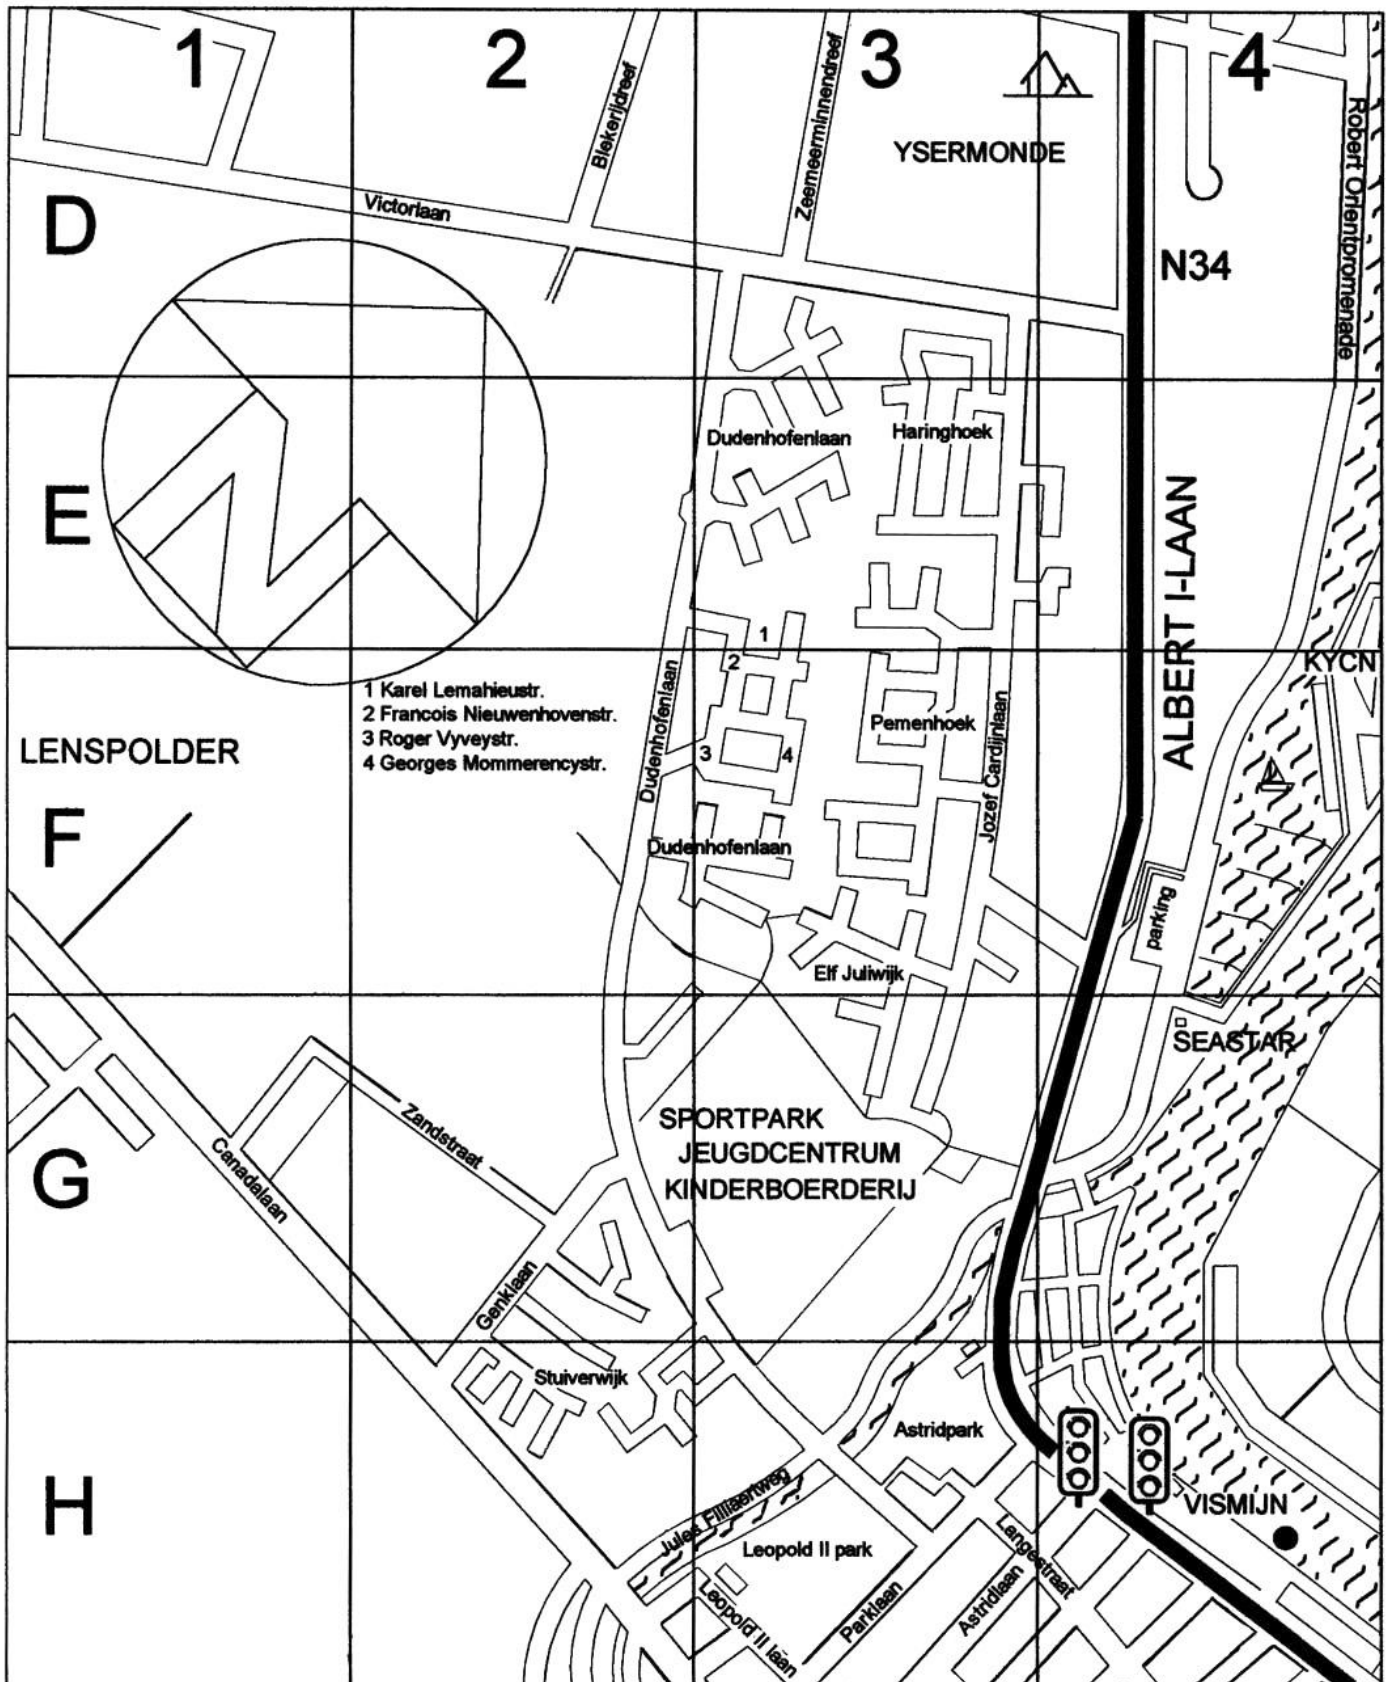 1
2
3
4
Blekerijdreef
Zeemeerminnendreef
YSERMONDE
Robert Orlentpromenade
D
Victorlaan
N34
N
Dudenhofenlaan
Haringhoek
E
ALBERT I-LAAN
1
2
KYCN
1 Karel Lemahieustr.
2 Francois Nieuwenhovenstr.
3 Roger Vyveystr.
4 Georges Mommerencystr.
Dudenhofenlaan
Pemenhoek
Jozef Cardijnlaan
LENSPOLDER
3
4
F
Dudenhofenlaan
parking
Elf Juliwijk
SEASTAR
Zandstraat
SPORTPARK
JEUGDCENTRUM
KINDERBOERDERIJ
G
Canadalaan
Genklaan
Stuiverwijk
Astridpark
H
Jules Filliaertweg
VISMIJN
Leopold II park
Langestraat
Leopold II laan
Parklaan
Astridlaan